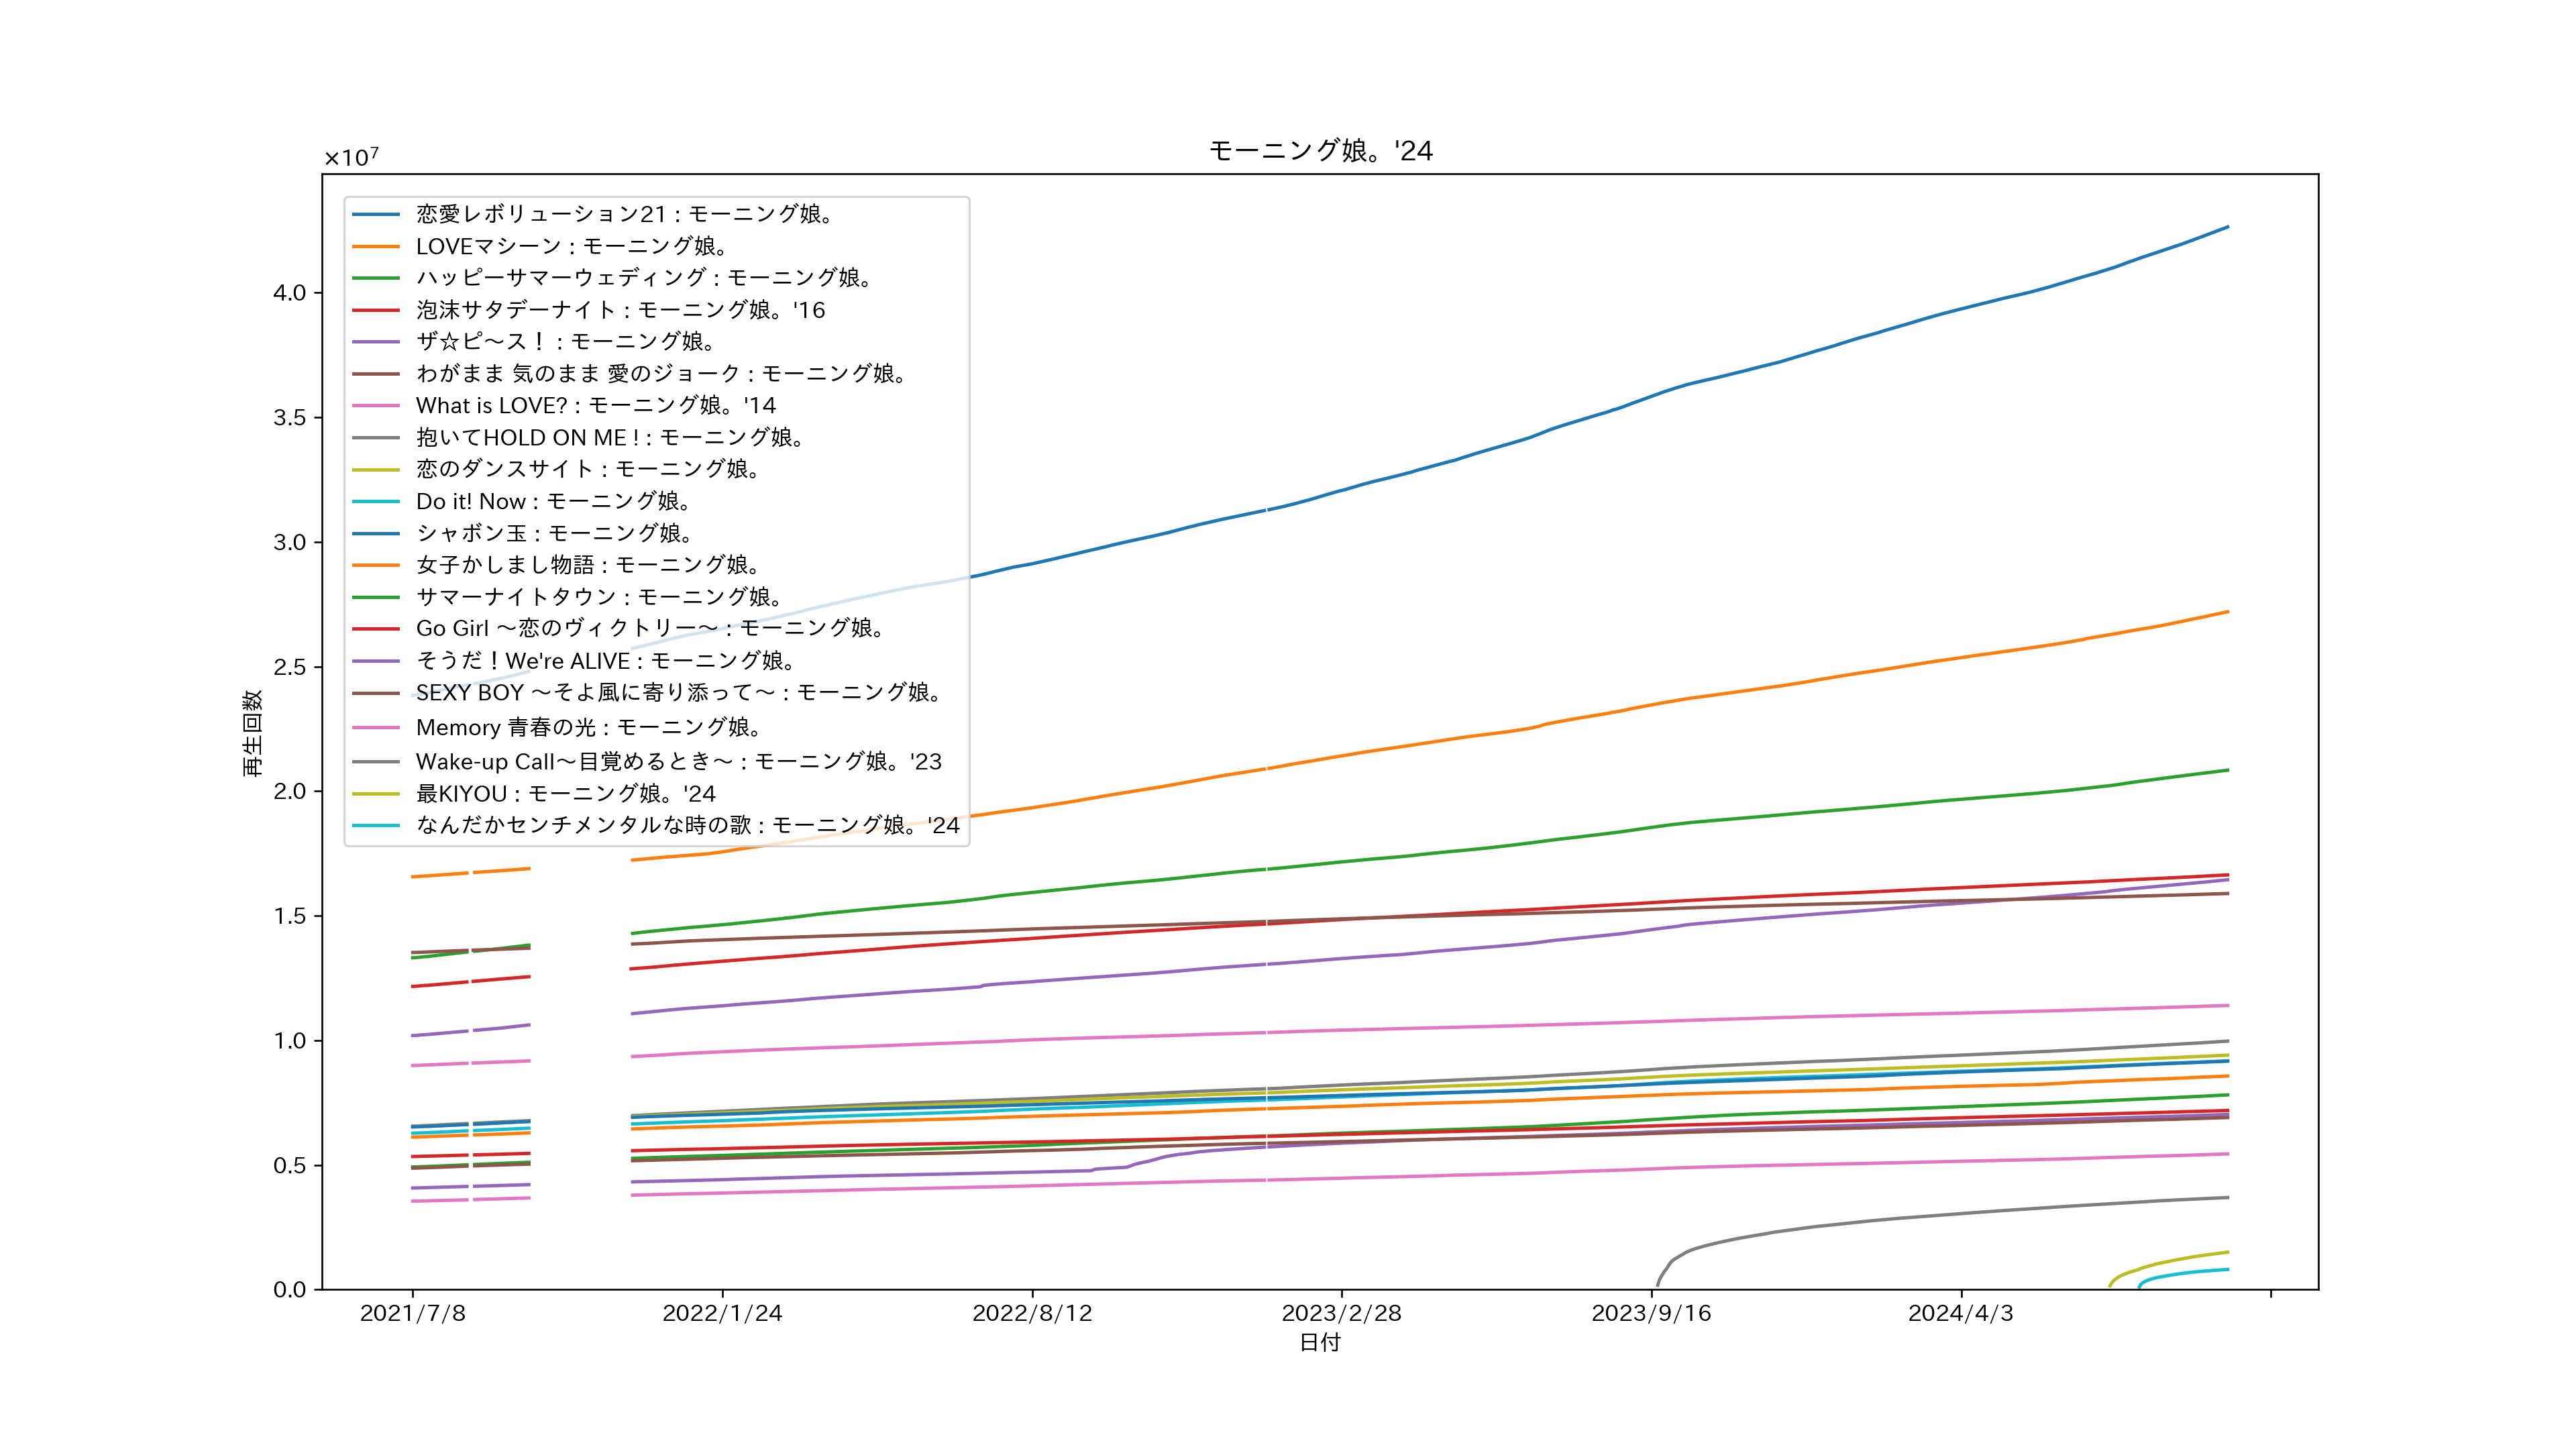 モーニング娘。'24
×10⁷
恋愛レボリューション21 : モーニング娘。
LOVEマシーン : モーニング娘。
ハッピーサマーウェディング : モーニング娘。
泡沫サタデーナイト : モーニング娘。'16
ザ☆ピ〜ス！ : モーニング娘。
わがまま 気のまま 愛のジョーク : モーニング娘。
What is LOVE? : モーニング娘。'14
抱いてHOLD ON ME ! : モーニング娘。
恋のダンスサイト : モーニング娘。
Do it! Now : モーニング娘。
シャボン玉 : モーニング娘。
女子かしまし物語 : モーニング娘。
サマーナイトタウン : モーニング娘。
Go Girl 〜恋のヴィクトリー〜 : モーニング娘。
そうだ！We're ALIVE : モーニング娘。
SEXY BOY 〜そよ風に寄り添って〜 : モーニング娘。
Memory 青春の光 : モーニング娘。
Wake-up Call〜目覚めるとき〜 : モーニング娘。'23
最KIYOU : モーニング娘。'24
なんだかセンチメンタルな時の歌 : モーニング娘。'24
4.0
3.5
3.0
2.5
2.0
1.5
1.0
0.5
0.0
再生回数
2021/7/8
2022/1/24
2022/8/12
2023/2/28
2023/9/16
2024/4/3
日付